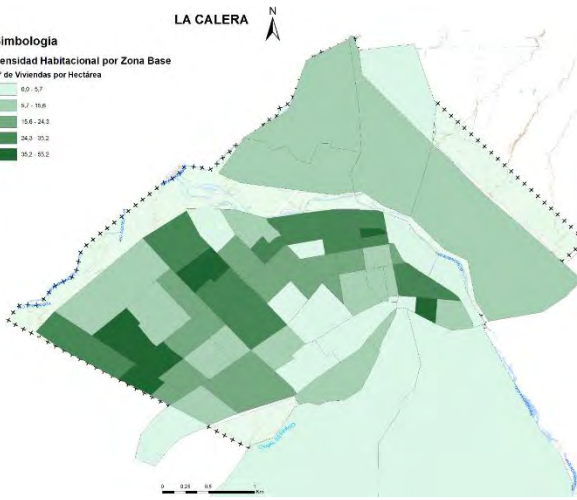 LA CALERA
N
Simbología
ensidad Habitacional por Zona Base
° de Viviendas por Hectárea
0,0 - 5,7
5,7 - 15,6
15,6 - 24,3
24,3 - 35,2
35,2 - 53,2
0 0,25 0,5 1
Km